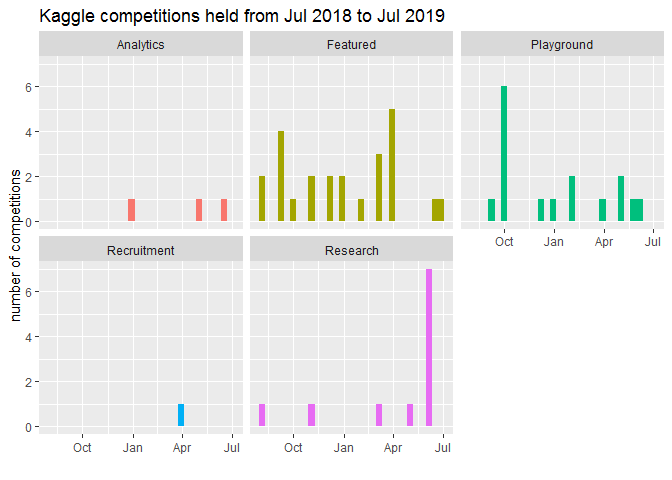 Kaggle competitions held from Jul 2018 to Jul 2019
Analytics Featured Playground
6
4
2
0
Oct Jan Apr Jul
number of competitions
Recruitment Research
6
4
2
0
Oct Jan Apr Jul Oct Jan Apr Jul